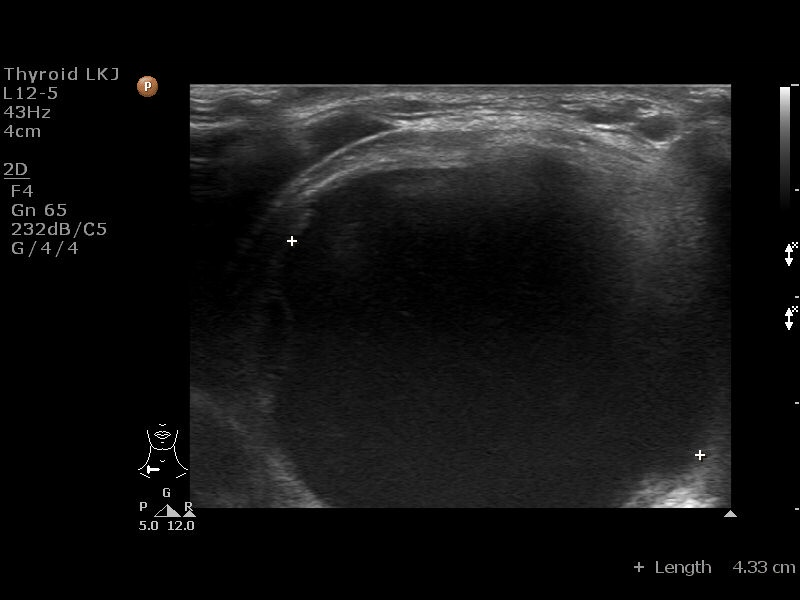 Thyroid LKJ
L12-5
43Hz
4cm
2D
F4
Gn 65
232dB/C5
G/4/4
P
G
P R
5.0 12.0
+ Length 4.33 cm